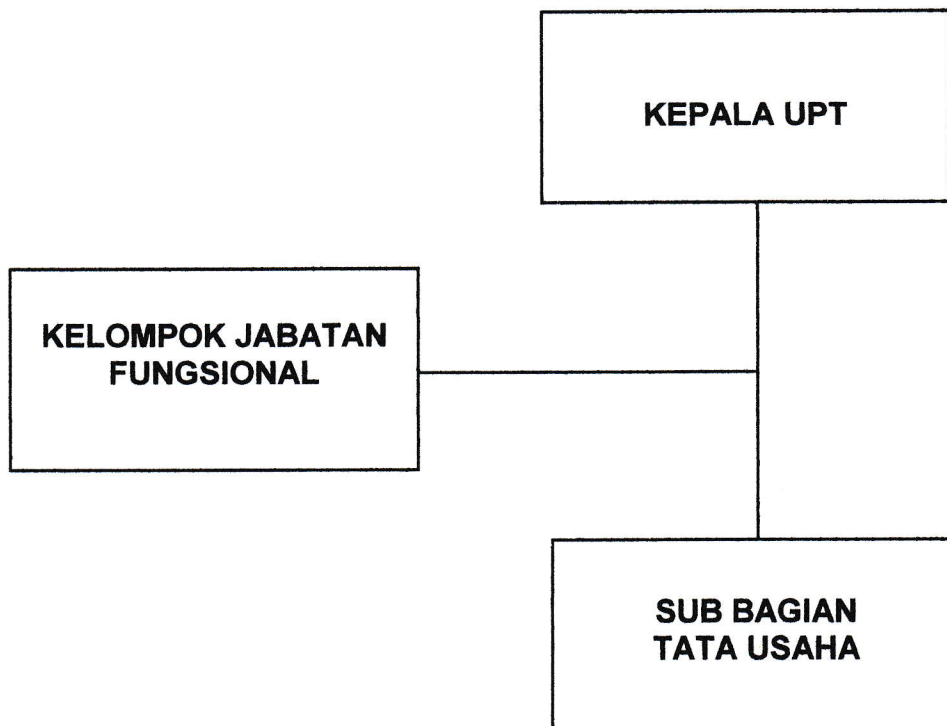 KEPALA UPT
KELOMPOK JABATAN
FUNGSIONAL
SUB BAGIAN
TATA USAHA